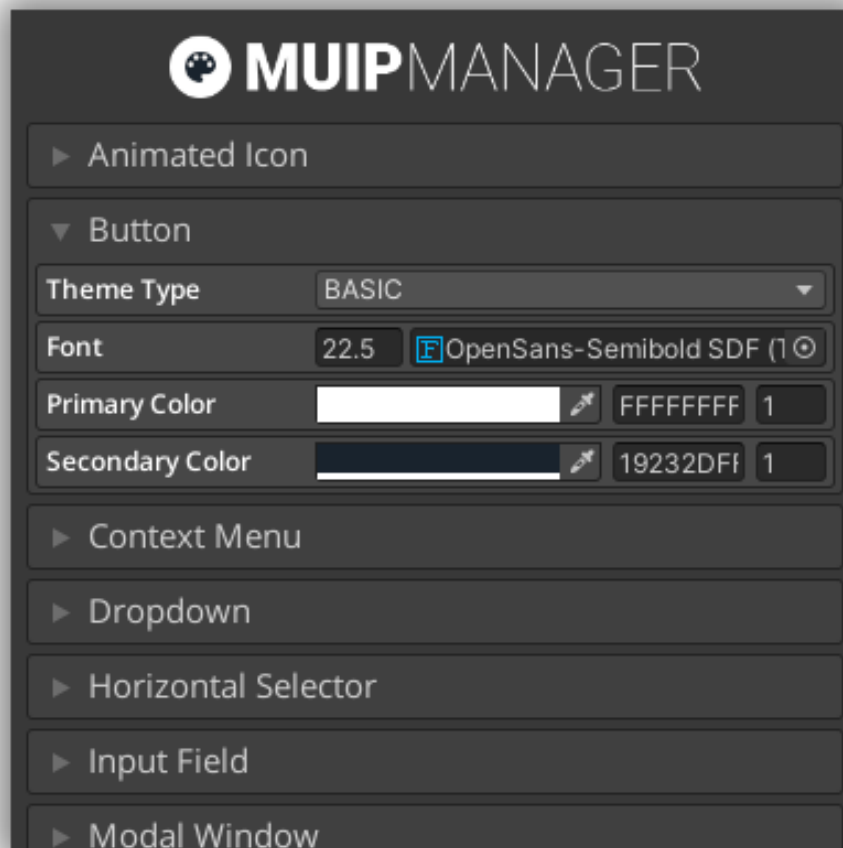 MUIPMANAGER
Animated Icon
Button
Theme Type BASIC
Font 22.5 OpenSans-Semibold SDF (T
Primary Color FFFFFFFF 1
Secondary Color 19232DFF 1
Context Menu
Dropdown
Horizontal Selector
Input Field
Modal Window